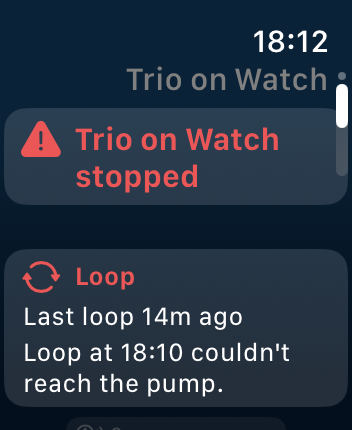 18:12
Trio on Watch
Trio on Watch
stopped
Loop
Last loop 14m ago
Loop at 18:10 couldn't
reach the pump.